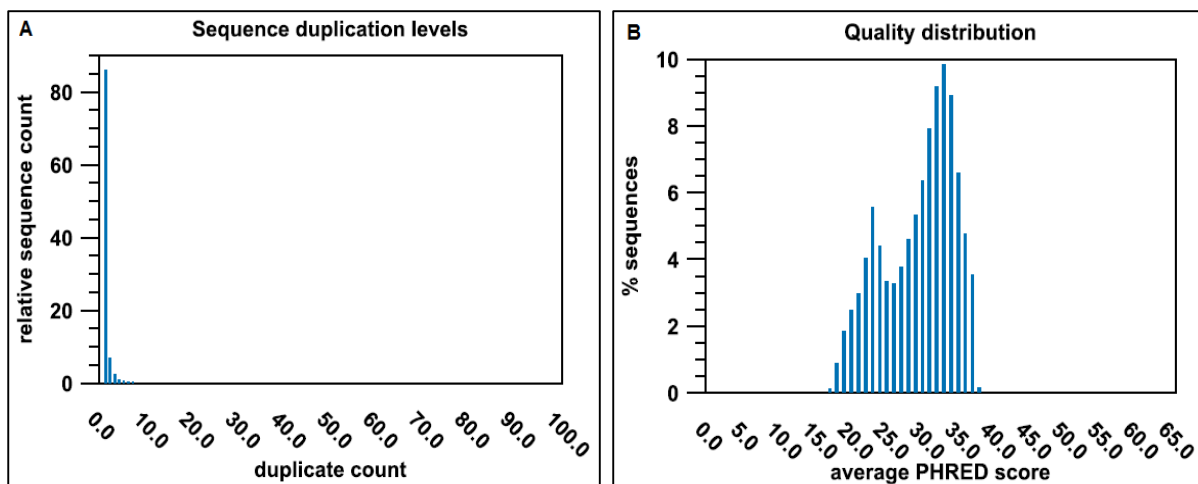 A
Sequence duplication levels
relative sequence count
80
60
40
20
0
0.0 10.0 20.0 30.0 40.0 50.0 60.0 70.0 80.0 90.0 100.0
duplicate count
B
Quality distribution
% sequences
10
8
6
4
2
0
0.0 5.0 10.0 15.0 20.0 25.0 30.0 35.0 40.0 45.0 50.0 55.0 60.0 65.0
average PHRED score